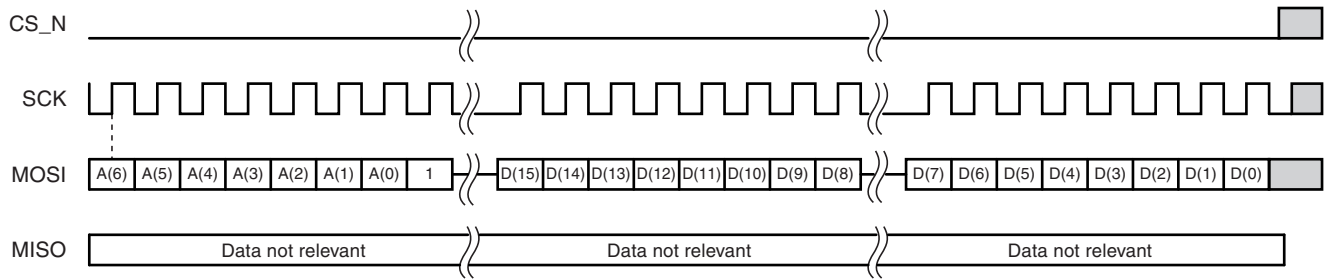 CS_N
SCK
MOSI A(6) A(5) A(4) A(3) A(2) A(1) A(0) 1 D(15) D(14) D(13) D(12) D(11) D(10) D(9) D(8) D(7) D(6) D(5) D(4) D(3) D(2) D(1) D(0)
MISO Data not relevant Data not relevant Data not relevant